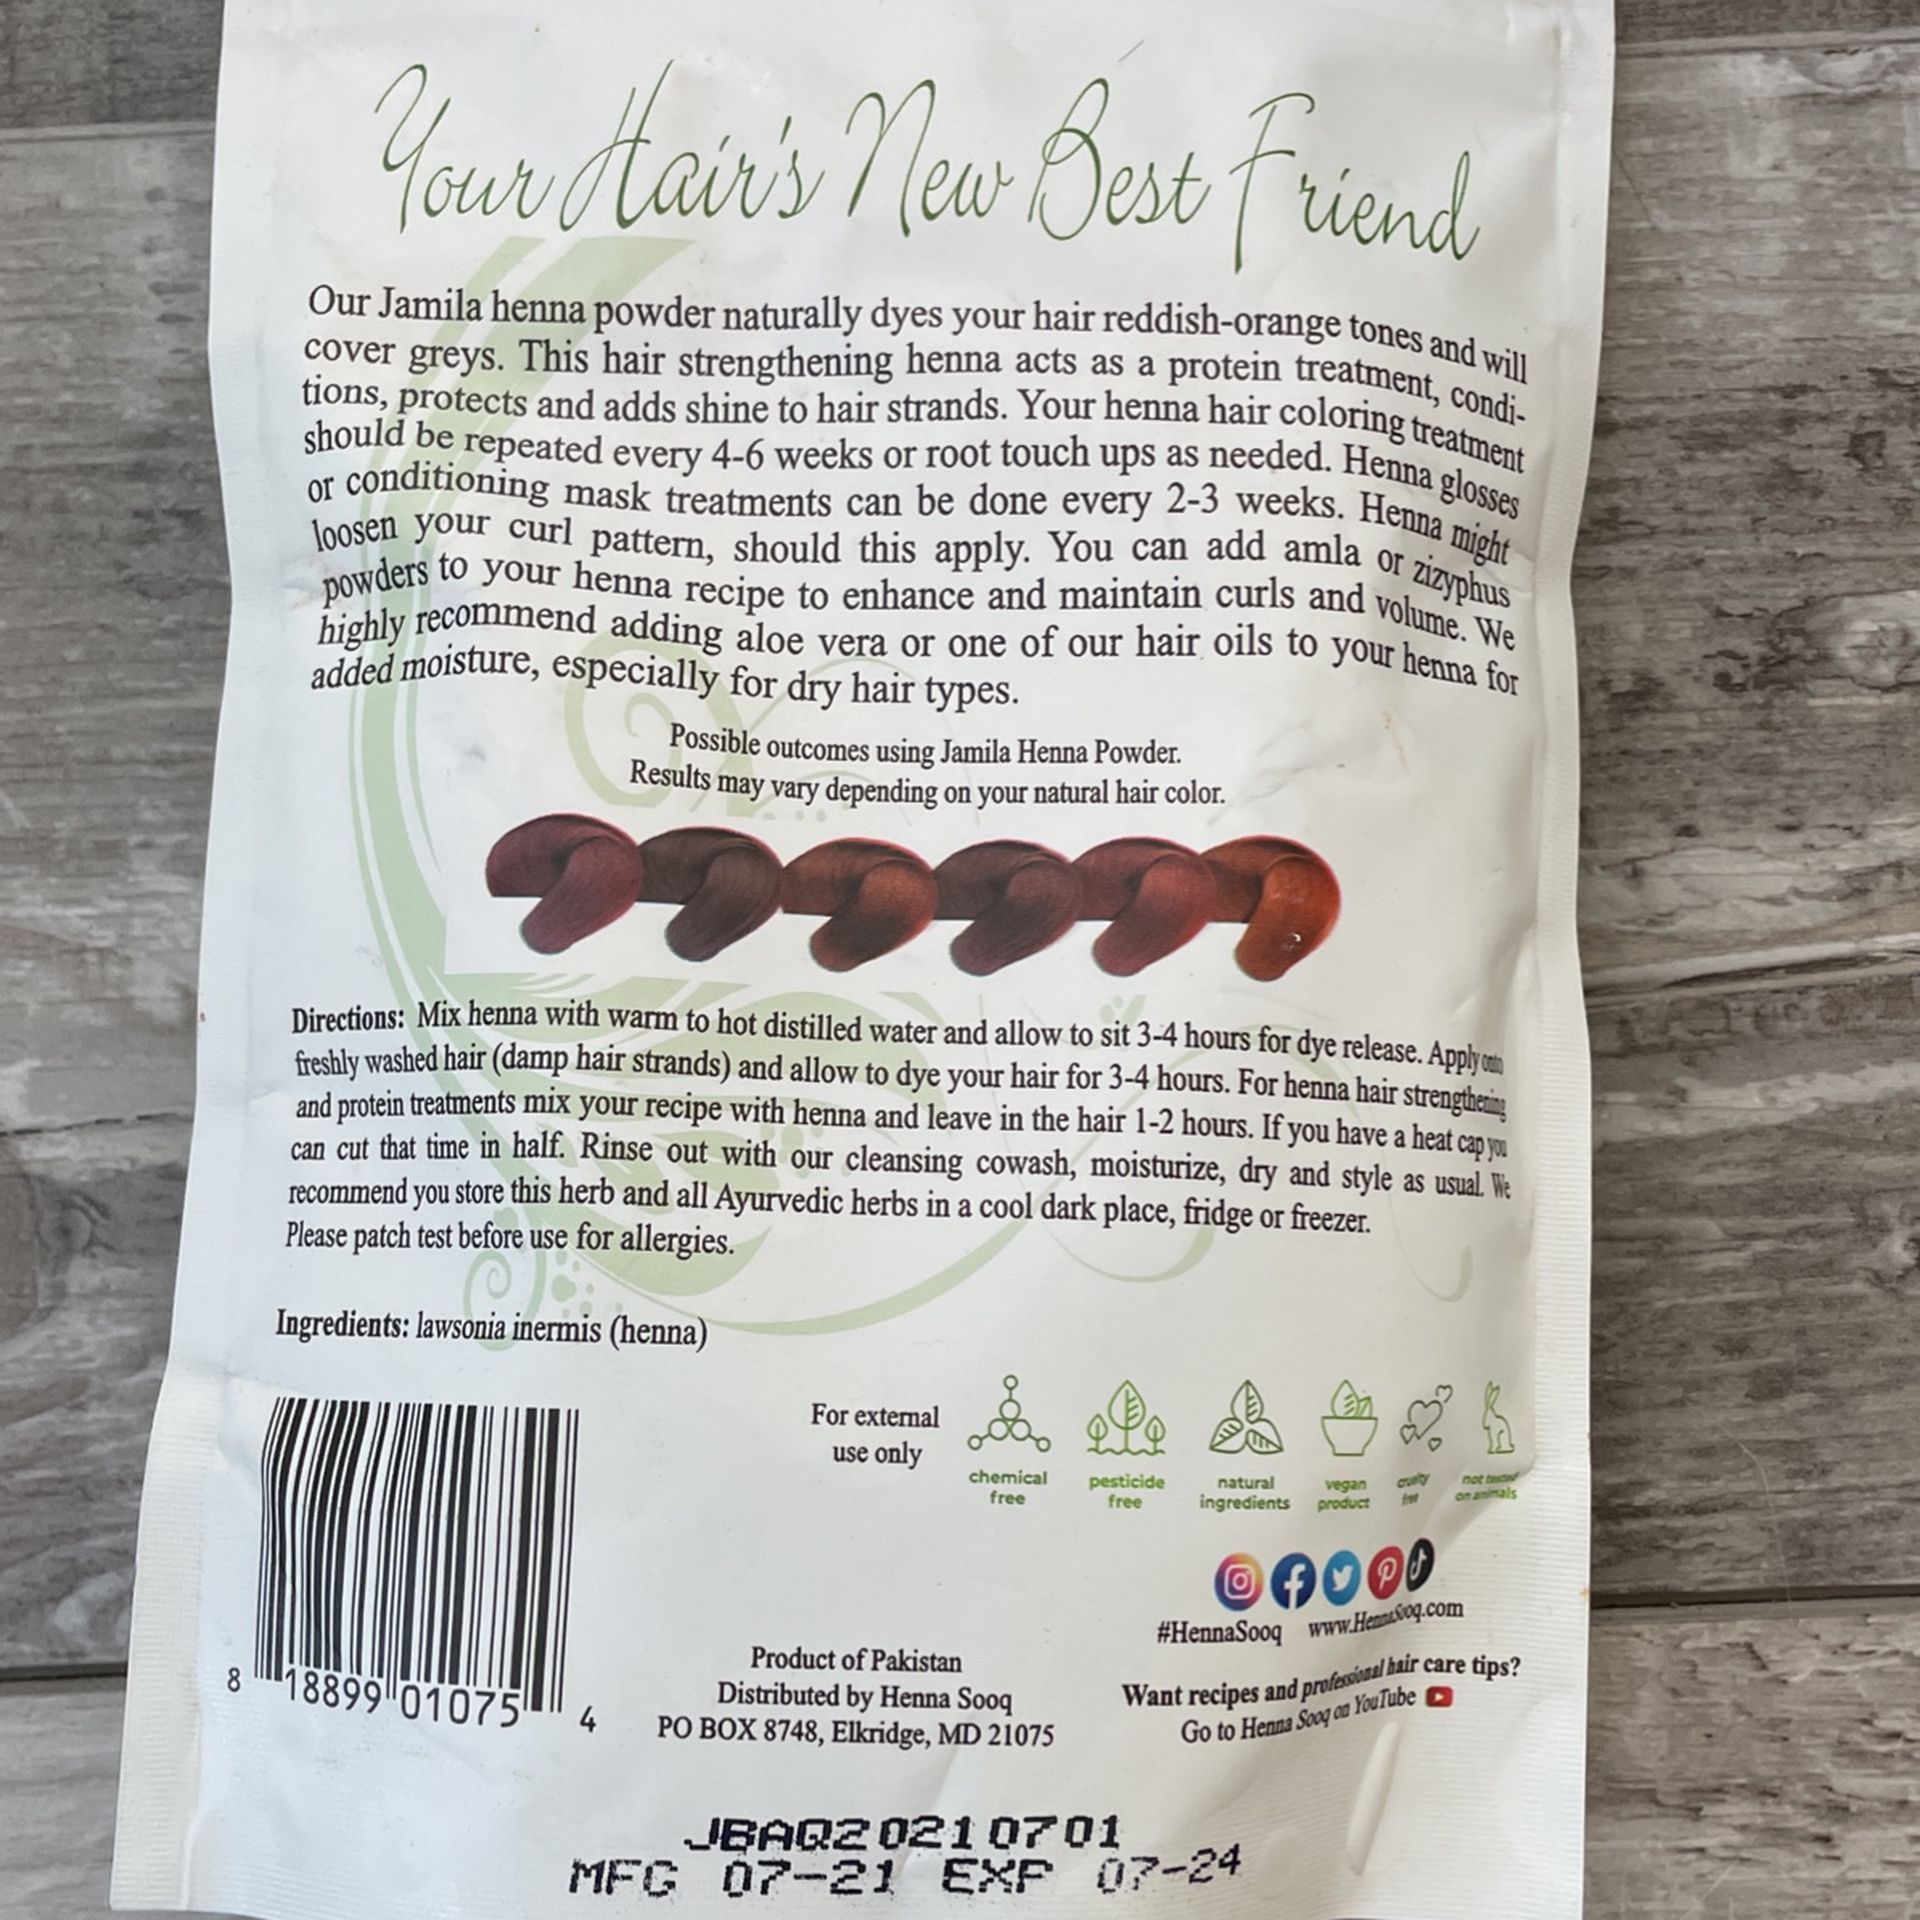 Your Hair's New Best Friend
Our Jamila henna powder naturally dyes your hair reddish-orange tones and will
cover greys. This hair strengthening henna acts as a protein treatment, condi-
tions, protects and adds shine to hair strands. Your henna hair coloring treatment
should be repeated every 4-6 weeks or root touch ups as needed. Henna glosses
or conditioning mask treatments can be done every 2-3 weeks. Henna might
loosen your curl pattern, should this apply. You can add amla or zizyphus
powders to your henna recipe to enhance and maintain curls and volume. We
highly recommend adding aloe vera or one of our hair oils to your henna for
added moisture, especially for dry hair types.
Possible outcomes using Jamila Henna Powder.
Results may vary depending on your natural hair color.
Directions: Mix henna with warm to hot distilled water and allow to sit 3-4 hours for dye release. Apply onto
freshly washed hair (damp hair strands) and allow to dye your hair for 3-4 hours. For henna hair strengthening
and protein treatments mix your recipe with henna and leave in the hair 1-2 hours. If you have a heat cap you
can cut that time in half. Rinse out with our cleansing cowash, moisturize, dry and style as usual. We
recommend you store this herb and all Ayurvedic herbs in a cool dark place, fridge or freezer.
Please patch test before use for allergies.
Ingredients: lawsonia inermis (henna)
For external
use only
chemical
free
pesticide
free
natural
ingredients
vegan
product
cruelty
free
not tested
on animals
#HennaSooq www.HennaSooq.com
Want recipes and professional hair care tips?
Go to Henna Sooq on YouTube
Product of Pakistan
Distributed by Henna Sooq
PO BOX 8748, Elkridge, MD 21075
8 18899 01075 4
JBAQ20210701
MFG 07-21 EXP 07-24